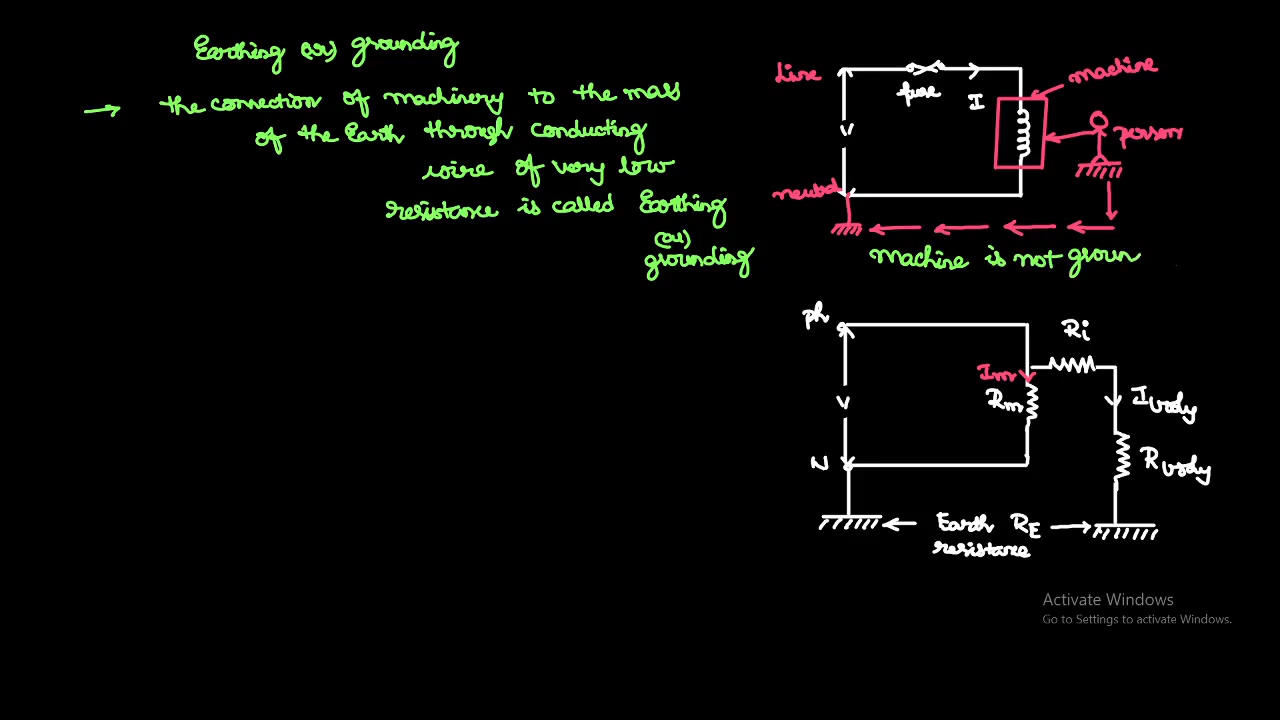 Earthing (or) grounding
→ the connection of machinery to the mass
of the Earth through conducting
wire of very low
resistance is called Earthing
(or)
grounding
Line
fuse
I
machine
V
person
neutral
machine is not groun
ph
Ri
Im
Rm
Ibody
V
N
Rbody
Earth RE
resistance
Activate Windows
Go to Settings to activate Windows.